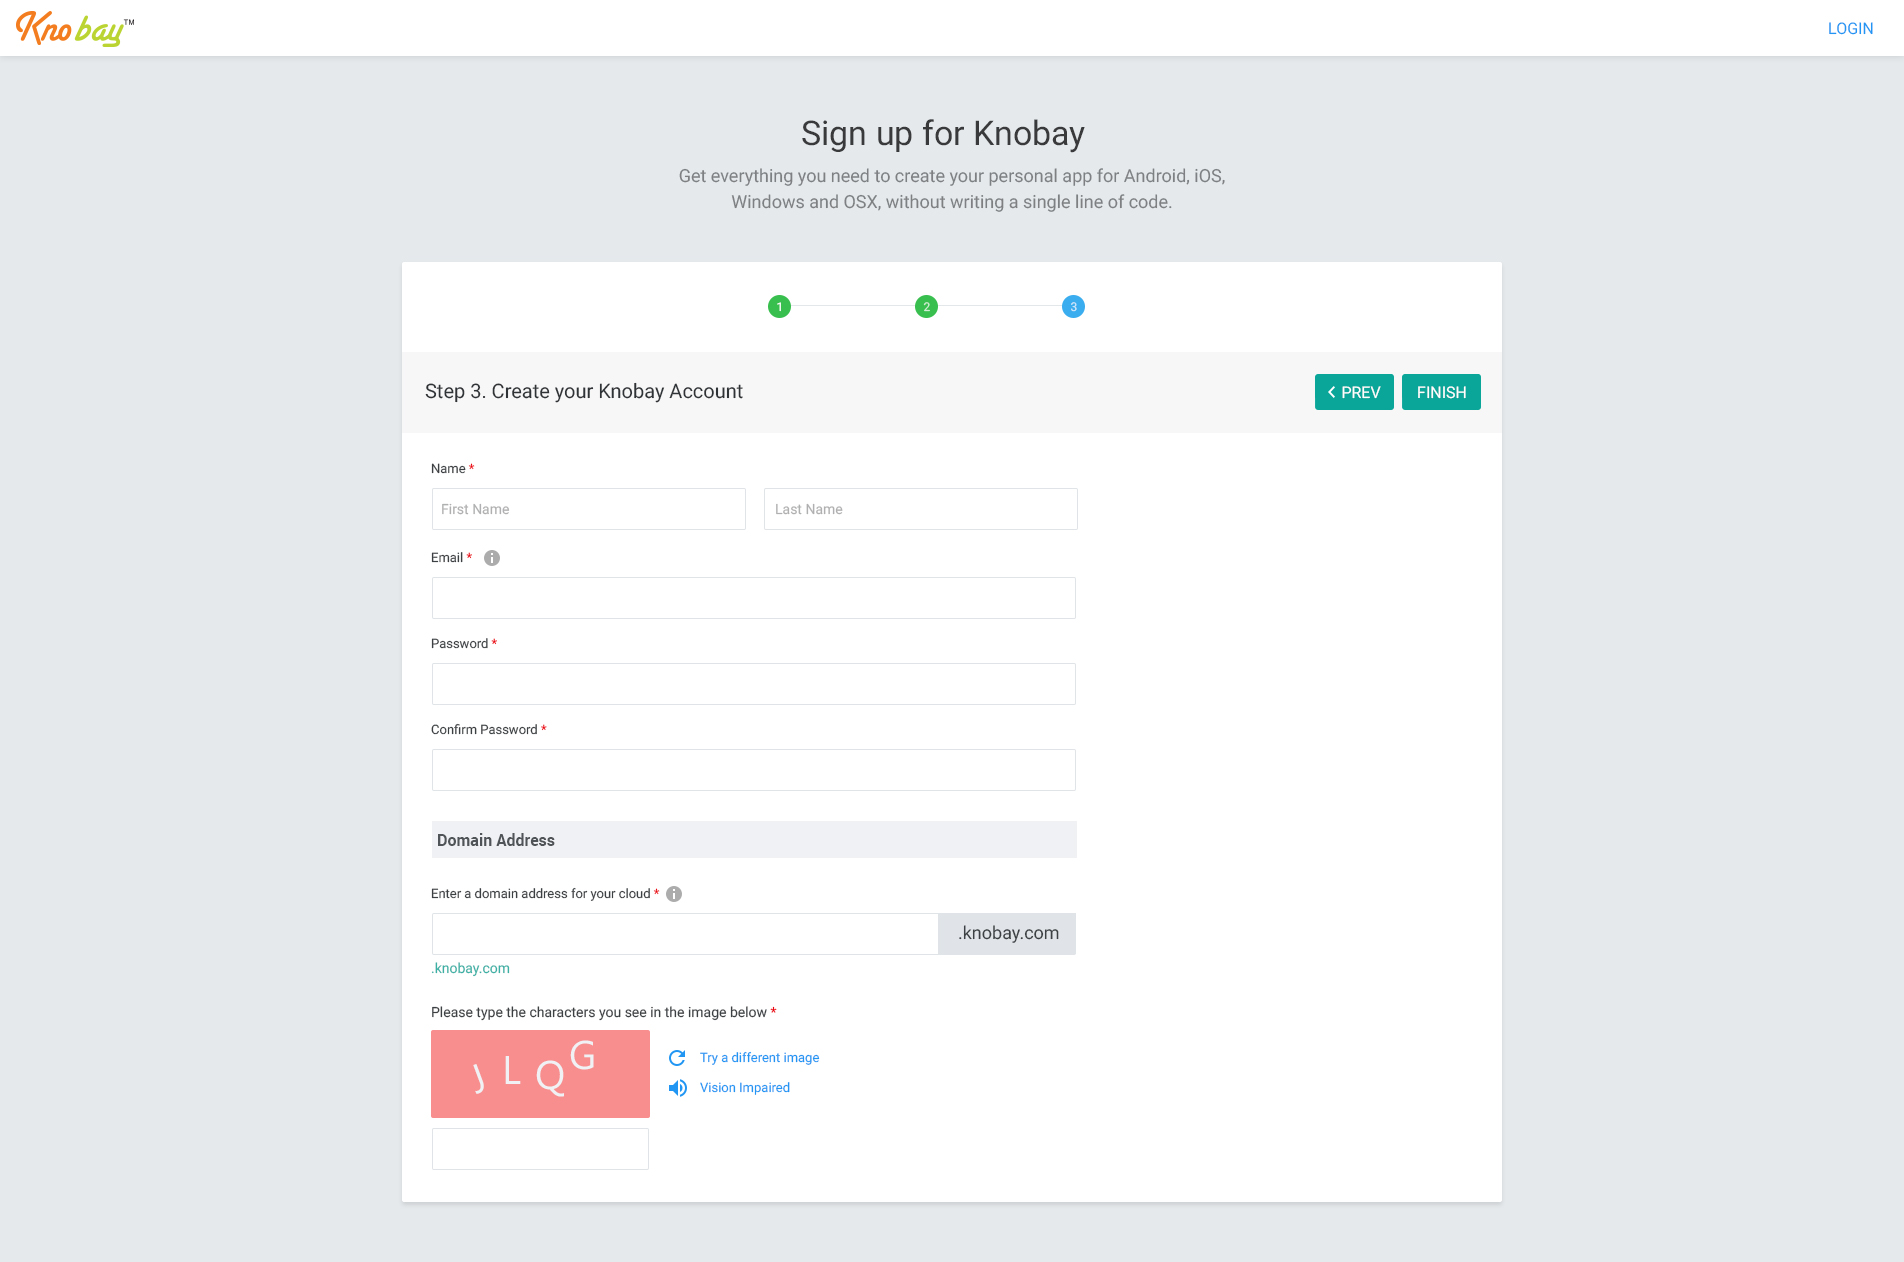 Knobay™
LOGIN
Sign up for Knobay
Get everything you need to create your personal app for Android, iOS,
Windows and OSX, without writing a single line of code.
1 2 3
Step 3. Create your Knobay Account
PREV FINISH
Name *
First Name Last Name
Email *
Password *
Confirm Password *
Domain Address
Enter a domain address for your cloud *
.knobay.com
.knobay.com
Please type the characters you see in the image below *
J L Q G
Try a different image
Vision Impaired